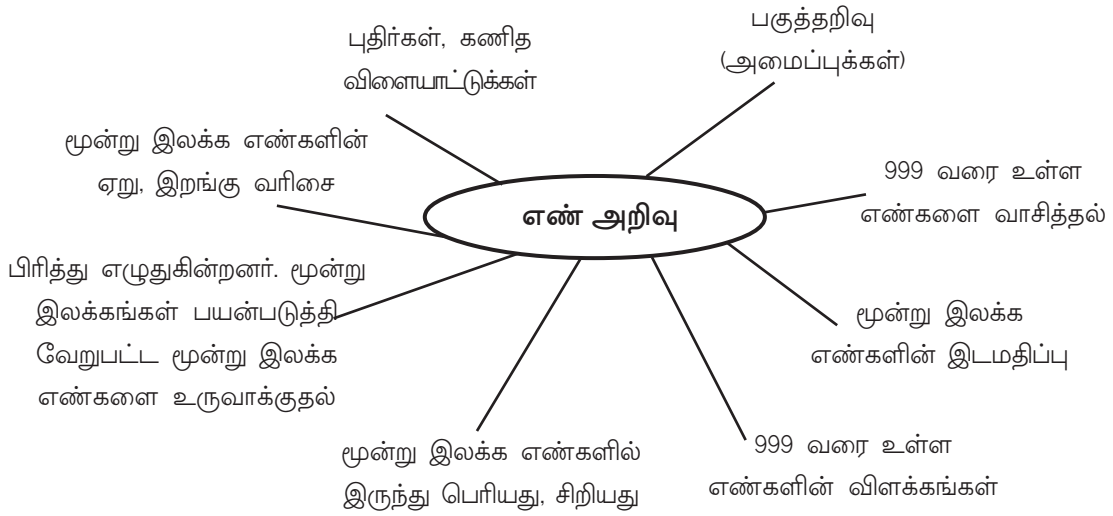 புதிர்கள், கணித
விளையாட்டுக்கள்
பகுத்தறிவு
(அமைப்புக்கள்)
மூன்று இலக்க எண்களின்
ஏறு, இறங்கு வரிசை
999 வரை உள்ள
எண்களை வாசித்தல்
எண் அறிவு
பிரித்து எழுதுகின்றனர். மூன்று
இலக்கங்கள் பயன்படுத்தி
வேறுபட்ட மூன்று இலக்க
எண்களை உருவாக்குதல்
மூன்று இலக்க
எண்களின் இடமதிப்பு
மூன்று இலக்க எண்களில்
இருந்து பெரியது, சிறியது
999 வரை உள்ள
எண்களின் விளக்கங்கள்